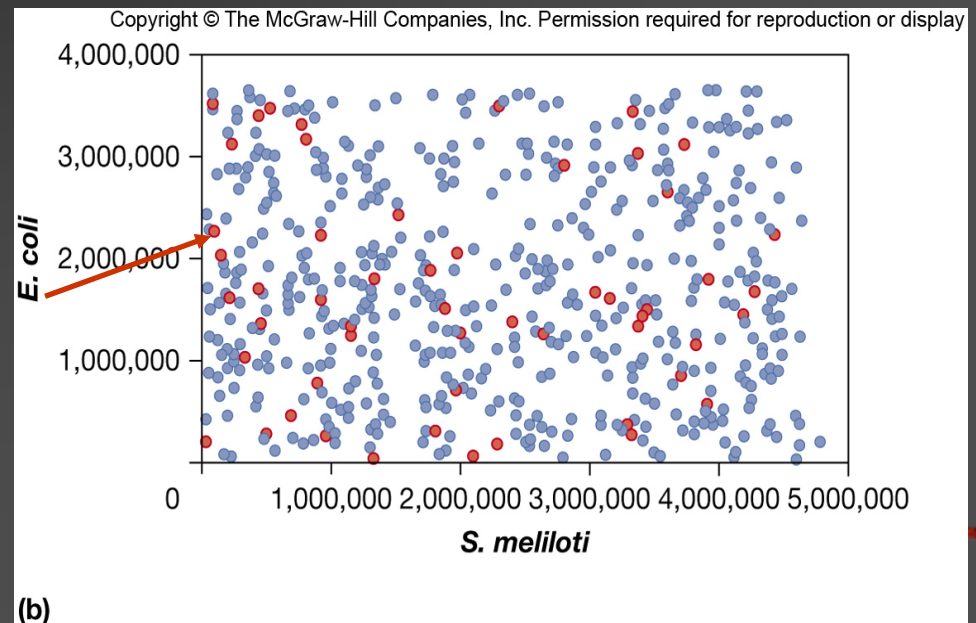 Copyright © The McGraw-Hill Companies, Inc. Permission required for reproduction or display
4,000,000
3,000,000
E. coli
2,000,000
1,000,000
0 1,000,000 2,000,000 3,000,000 4,000,000 5,000,000
S. meliloti
(b)